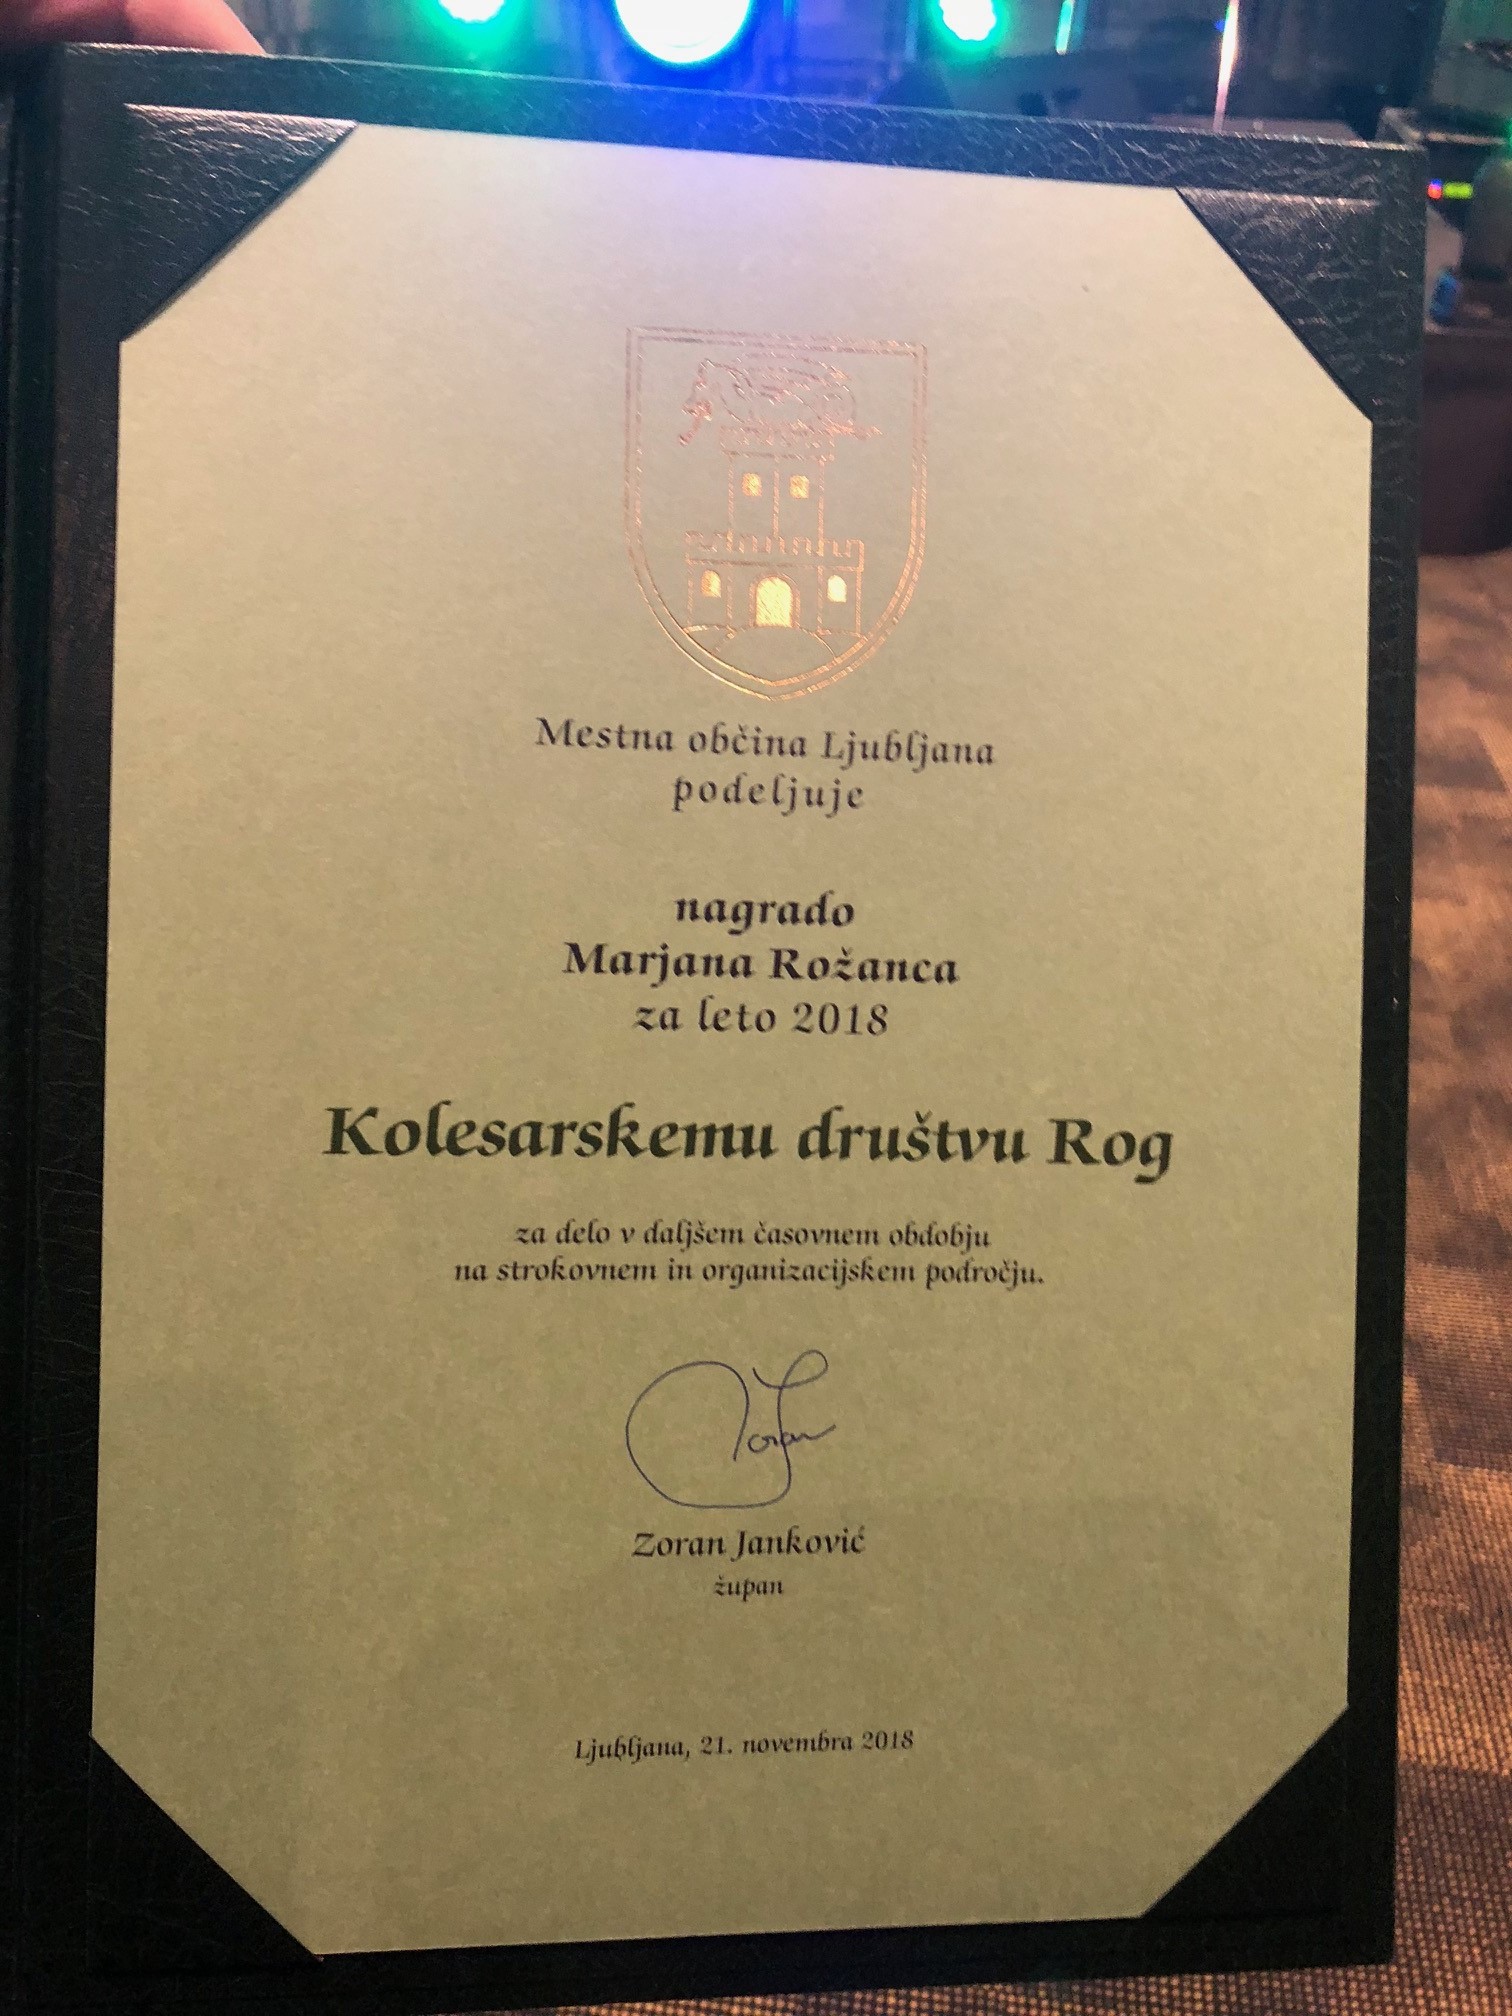 Mestna občina Ljubljana
podeljuje
nagrado
Marjana Rožanca
za leto 2018
Kolesarskemu društvu Rog
za delo v daljšem časovnem obdobju
na strokovnem in organizacijskem področju.
Zoran Janković
župan
Ljubljana, 21. novembra 2018